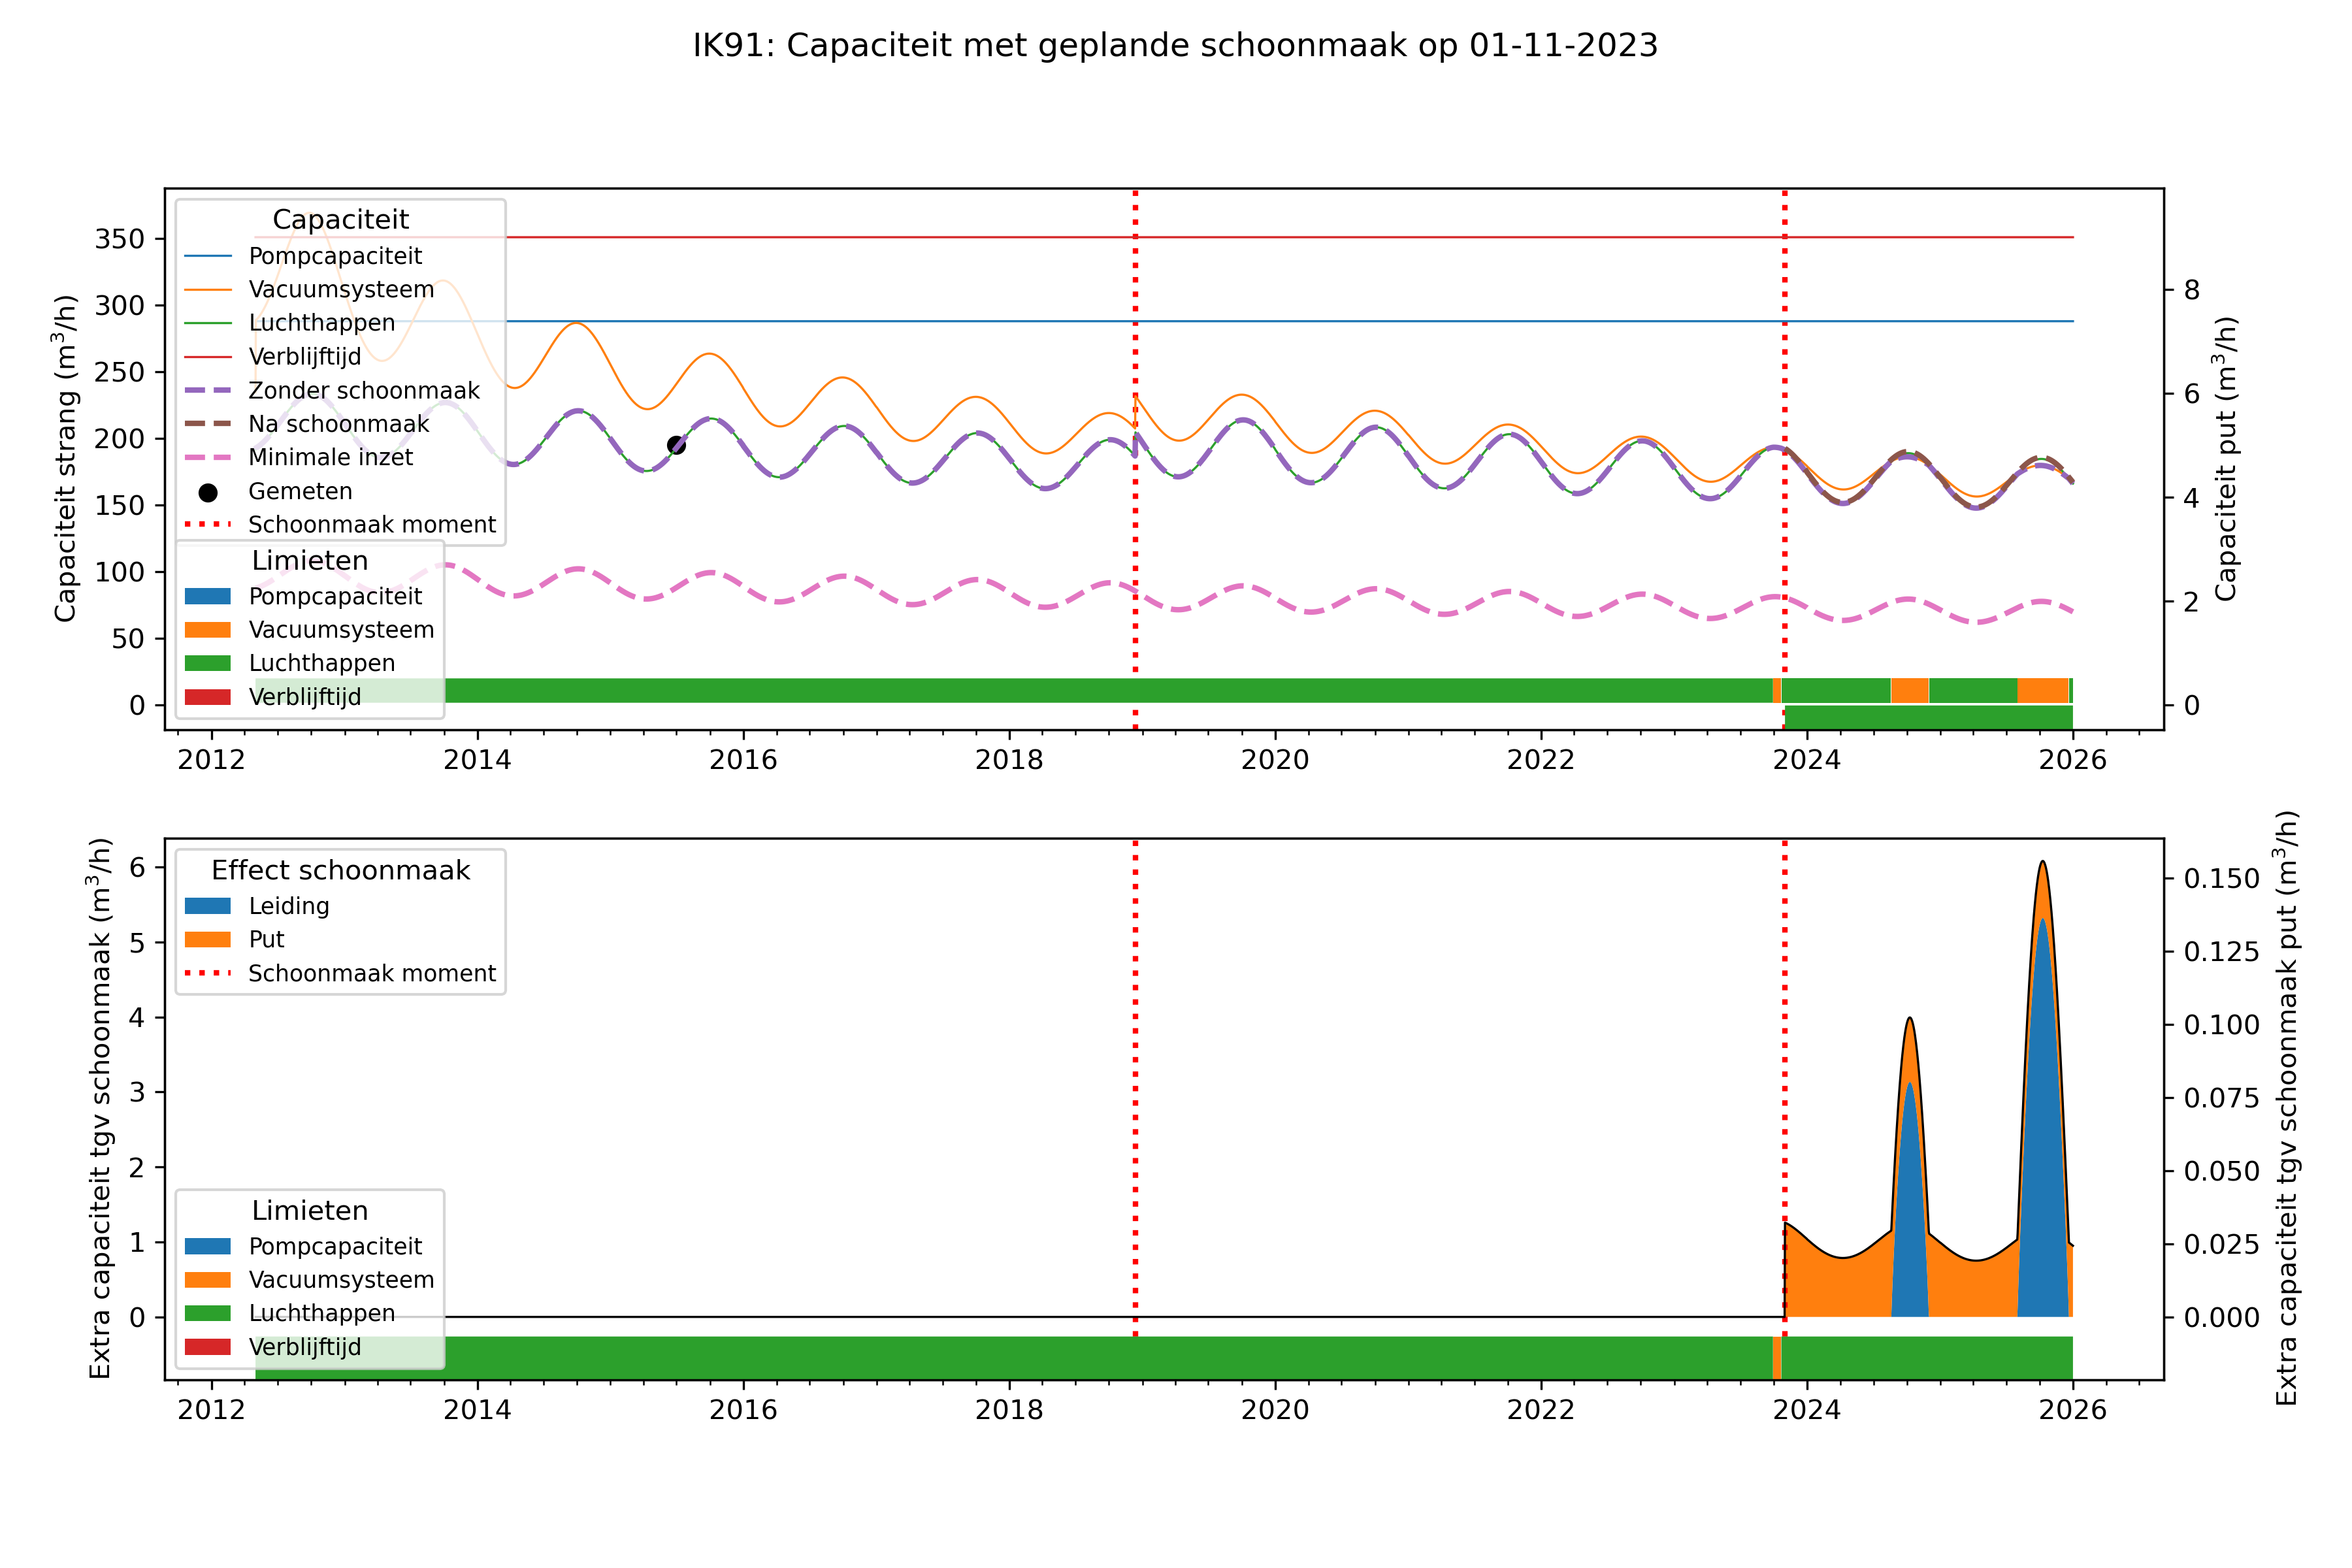 IK91: Capaciteit met geplande schoonmaak op 01-11-2023
Capaciteit strang (m³/h)
350
300
250
200
150
100
50
0
Capaciteit
Pompcapaciteit
Vacuumsysteem
Luchthappen
Verblijftijd
Zonder schoonmaak
Na schoonmaak
Minimale inzet
Gemeten
Schoonmaak moment
Limieten
Pompcapaciteit
Vacuumsysteem
Luchthappen
Verblijftijd
8
6
4
2
0
Capaciteit put (m³/h)
2012 2014 2016 2018 2020 2022 2024 2026
Extra capaciteit tgv schoonmaak (m³/h)
6
5
4
3
2
1
0
Effect schoonmaak
Leiding
Put
Schoonmaak moment
Limieten
Pompcapaciteit
Vacuumsysteem
Luchthappen
Verblijftijd
0.150
0.125
0.100
0.075
0.050
0.025
0.000
Extra capaciteit tgv schoonmaak put (m³/h)
2012 2014 2016 2018 2020 2022 2024 2026